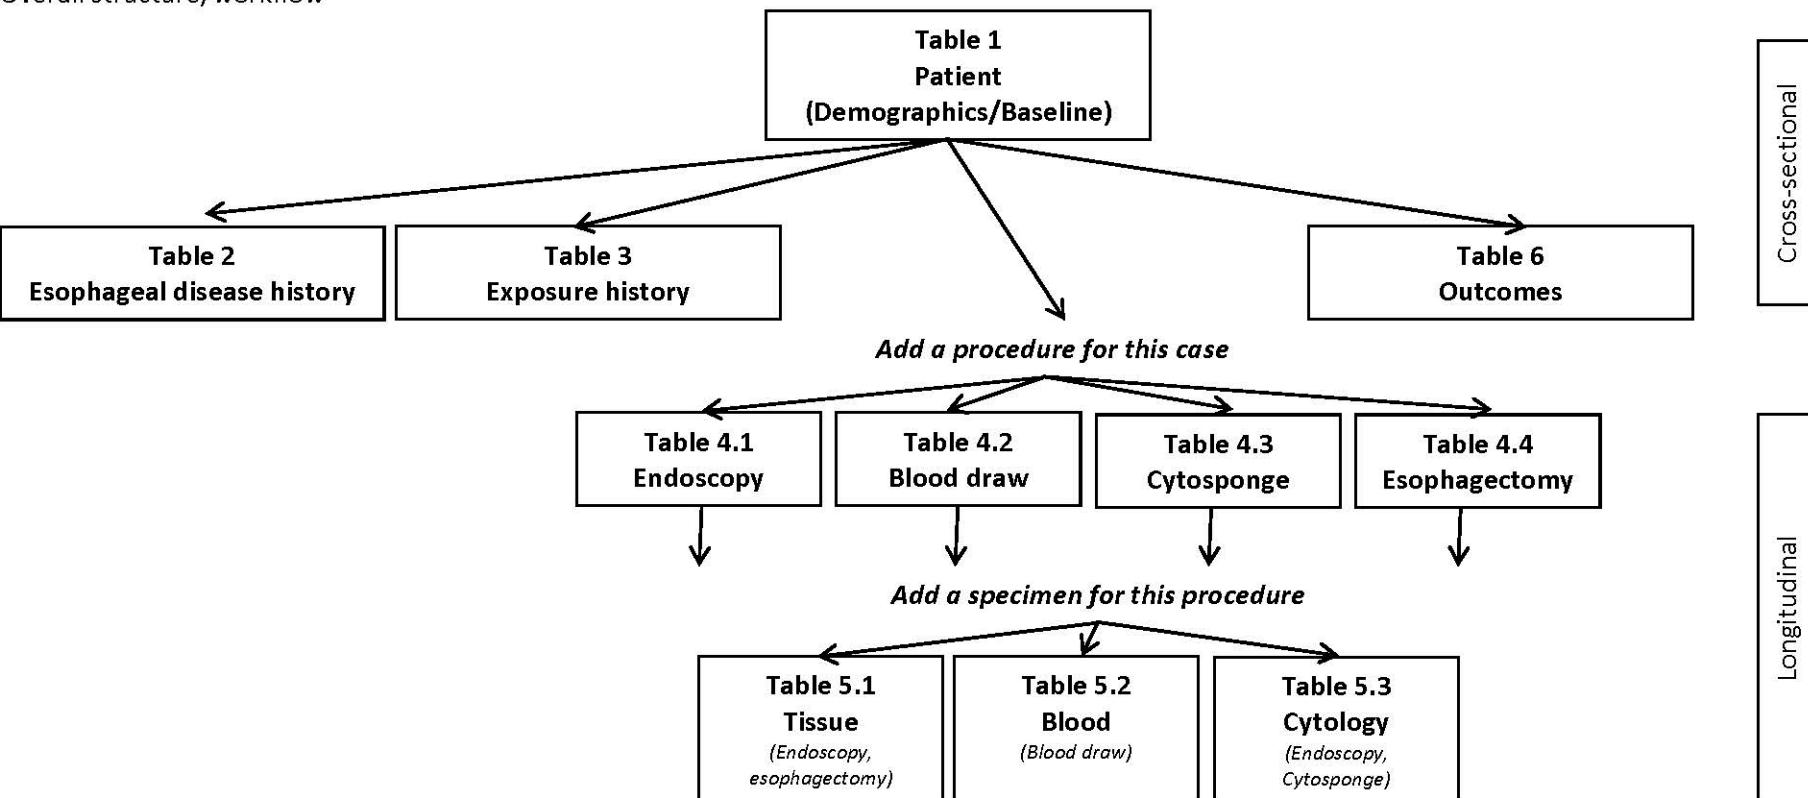 Overall structure/workflow
Table 1
Patient
(Demographics/Baseline)
Cross-sectional
Table 2
Esophageal disease history
Table 3
Exposure history
Table 6
Outcomes
Add a procedure for this case
Table 4.1
Endoscopy
Table 4.2
Blood draw
Table 4.3
Cytosponge
Table 4.4
Esophagectomy
Longitudinal
Add a specimen for this procedure
Table 5.1
Tissue
(Endoscopy,
esophagectomy)
Table 5.2
Blood
(Blood draw)
Table 5.3
Cytology
(Endoscopy,
Cytosponge)